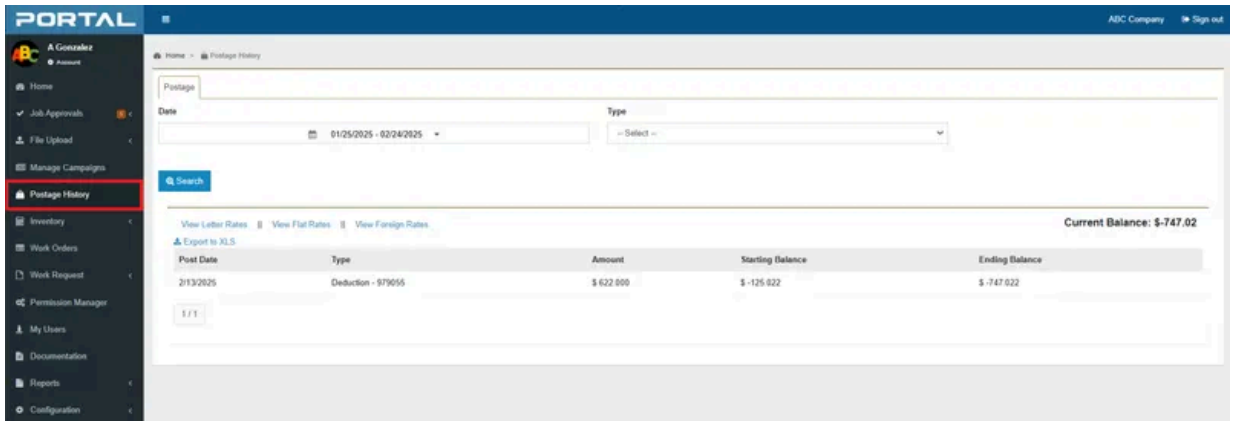 PORTAL
ABC Company Sign out
ABC
A Gonzalez
Account
Home > Postage History
Home
Job Approvals
File Upload
Manage Campaigns
Postage History
Inventory
Work Orders
Work Request
Permission Manager
My Users
Documentation
Reports
Configuration
Postage
Date Type
01/25/2025 - 02/24/2025 -- Select --
Search
View Letter Rates || View Flat Rates || View Foreign Rates Current Balance: $-747.02
Export to XLS
Post Date Type Amount Starting Balance Ending Balance
2/13/2025 Deduction - 979055 $ 622.000 $ -125.022 $ -747.022
1 / 1